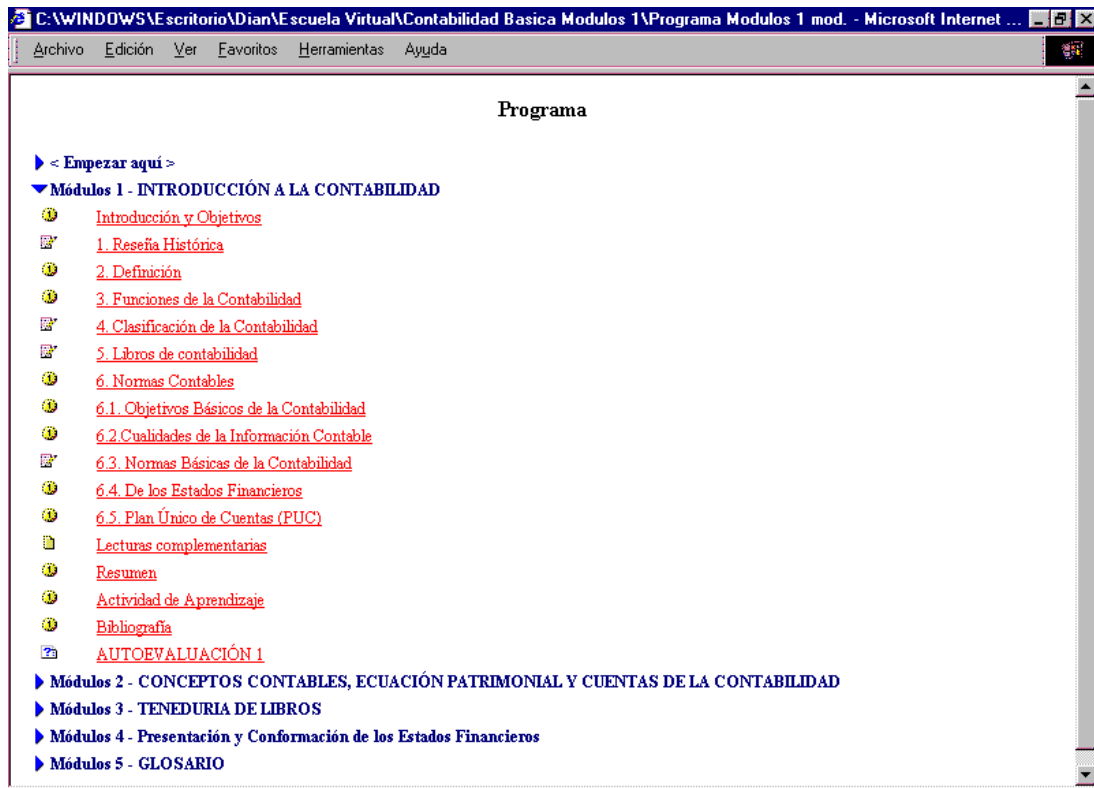 C:\WINDOWS\Escritorio\Dian\Escuela Virtual\Contabilidad Basica Modulos 1\Programa Modulos 1 mod. - Microsoft Internet ...
Archivo Edición Ver Favoritos Herramientas Ayuda
Programa
< Empezar aquí >
Módulos 1 - INTRODUCCIÓN A LA CONTABILIDAD
Introducción y Objetivos
1. Reseña Histórica
2. Definición
3. Funciones de la Contabilidad
4. Clasificación de la Contabilidad
5. Libros de contabilidad
6. Normas Contables
6.1. Objetivos Básicos de la Contabilidad
6.2.Cualidades de la Información Contable
6.3. Normas Básicas de la Contabilidad
6.4. De los Estados Financieros
6.5. Plan Único de Cuentas (PUC)
Lecturas complementarias
Resumen
Actividad de Aprendizaje
Bibliografía
AUTOEVALUACIÓN 1
Módulos 2 - CONCEPTOS CONTABLES, ECUACIÓN PATRIMONIAL Y CUENTAS DE LA CONTABILIDAD
Módulos 3 - TENEDURIA DE LIBROS
Módulos 4 - Presentación y Conformación de los Estados Financieros
Módulos 5 - GLOSARIO